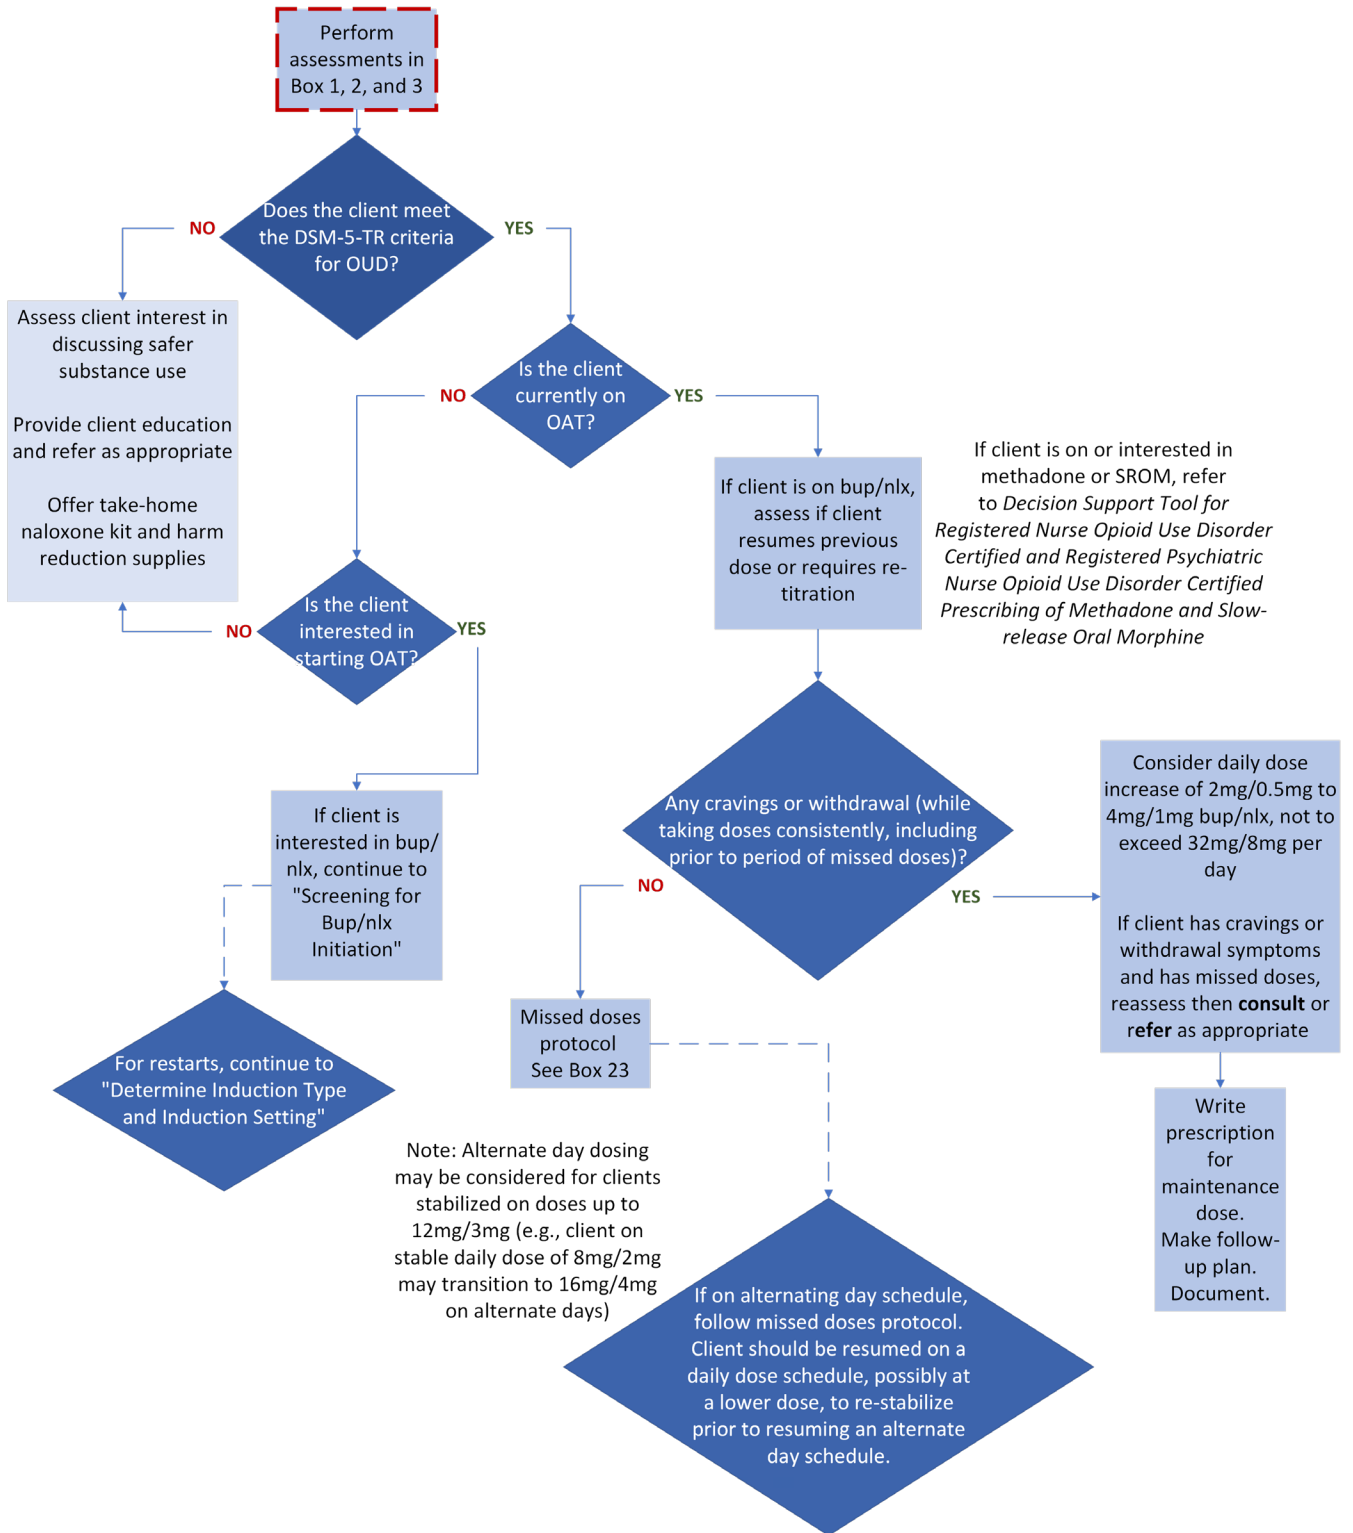 Perform
assessments in
Box 1, 2, and 3
Does the client meet
the DSM-5-TR criteria
for OUD?
NO
YES
Assess client interest in
discussing safer
substance use
Provide client education
and refer as appropriate
Offer take-home
naloxone kit and harm
reduction supplies
Is the client
currently on
OAT?
NO
YES
If client is on bup/nlx,
assess if client
resumes previous
dose or requires re-
titration
If client is on or interested in
methadone or SROM, refer
to Decision Support Tool for
Registered Nurse Opioid Use Disorder
Certified and Registered Psychiatric
Nurse Opioid Use Disorder Certified
Prescribing of Methadone and Slow-
release Oral Morphine
Is the client
interested in
starting OAT?
NO
YES
If client is
interested in bup/
nlx, continue to
"Screening for
Bup/nlx
Initiation"
For restarts, continue to
"Determine Induction Type
and Induction Setting"
Any cravings or withdrawal (while
taking doses consistently, including
prior to period of missed doses)?
NO
YES
Consider daily dose
increase of 2mg/0.5mg to
4mg/1mg bup/nlx, not to
exceed 32mg/8mg per
day
If client has cravings or
withdrawal symptoms
and has missed doses,
reassess then consult or
refer as appropriate
Write
prescription
for
maintenance
dose.
Make follow-
up plan.
Document.
Missed doses
protocol
See Box 23
Note: Alternate day dosing
may be considered for clients
stabilized on doses up to
12mg/3mg (e.g., client on
stable daily dose of 8mg/2mg
may transition to 16mg/4mg
on alternate days)
If on alternating day schedule,
follow missed doses protocol.
Client should be resumed on a
daily dose schedule, possibly at
a lower dose, to re-stabilize
prior to resuming an alternate
day schedule.